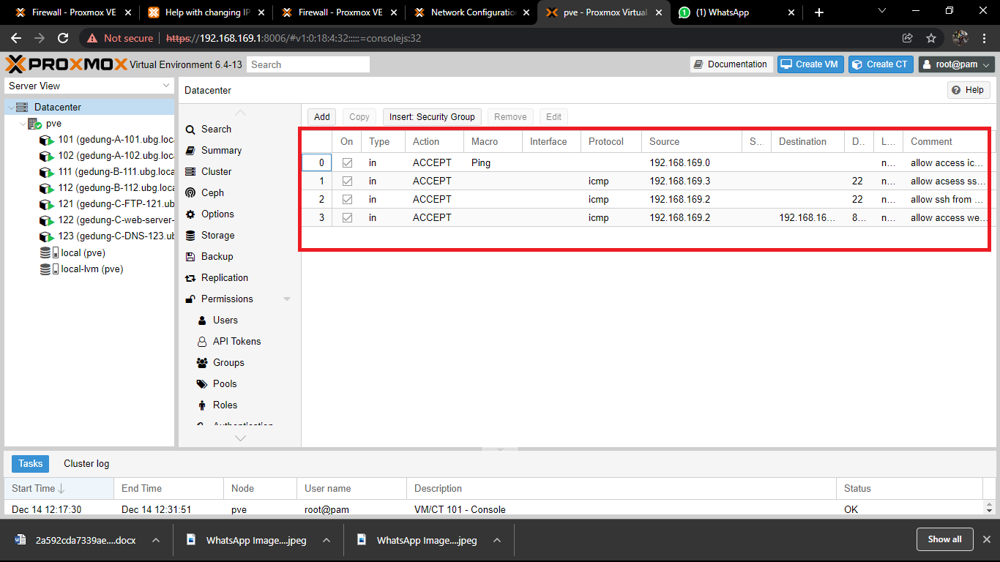 Firewall - Proxmox VE
Help with changing IP
Firewall - Proxmox VE
Network Configuration
pve - Proxmox Virtual
(1) WhatsApp
Not secure | https://192.168.169.1:8006/#v1:0:18:4:32:::::=consolejs:32
PROXMOX Virtual Environment 6.4-13 Search
Documentation Create VM Create CT root@pam
Server View
Datacenter
pve
101 (gedung-A-101.ubg.loca
102 (gedung-A-102.ubg.loca
111 (gedung-B-111.ubg.loca
112 (gedung-B-112.ubg.loca
121 (gedung-C-FTP-121.ub
122 (gedung-C-web-server-
123 (gedung-C-DNS-123.ub
local (pve)
local-lvm (pve)
Datacenter Help
Search
Summary
Cluster
Ceph
Options
Storage
Backup
Replication
Permissions
Users
API Tokens
Groups
Pools
Roles
Authentication
Add Copy Insert: Security Group Remove Edit
On Type Action Macro Interface Protocol Source S... Destination D... L... Comment
0 in ACCEPT Ping 192.168.169.0 n... allow access ic...
1 in ACCEPT icmp 192.168.169.3 22 allow acsess ss...
2 in ACCEPT icmp 192.168.169.2 22 allow ssh from ...
3 in ACCEPT icmp 192.168.169.2 192.168.16... 8... n... allow access we...
Tasks Cluster log
Start Time End Time Node User name Description Status
Dec 14 12:17:30 Dec 14 12:31:51 pve root@pam VM/CT 101 - Console OK
2a592cda7339ae....docx
WhatsApp Image....jpeg
WhatsApp Image....jpeg
Show all